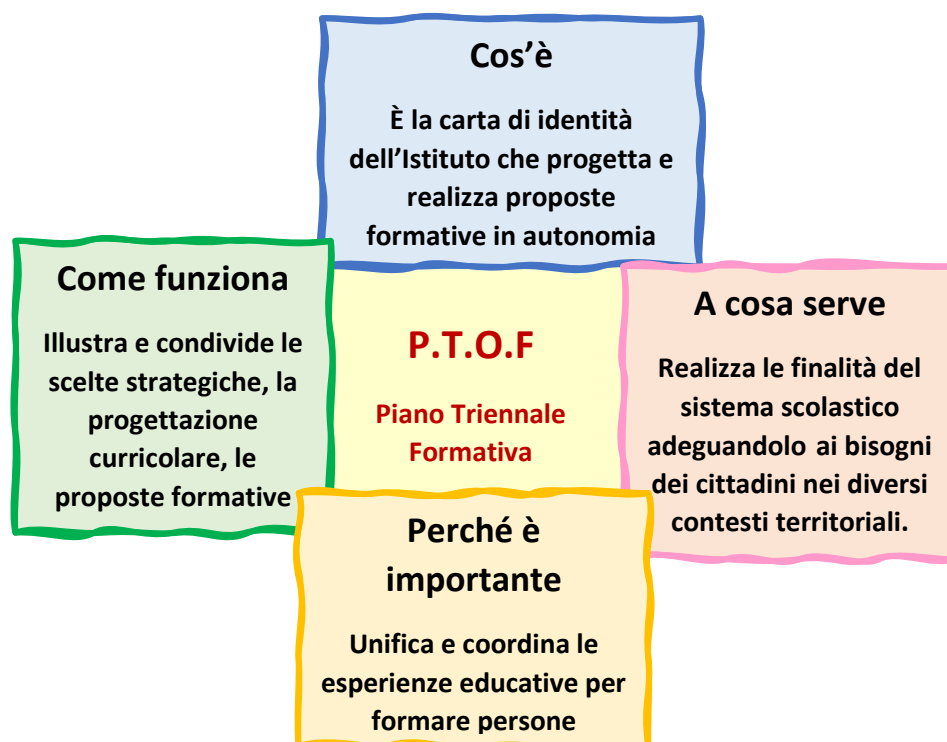 Cos’è
È la carta di identità
dell’Istituto che progetta e
realizza proposte
formative in autonomia
Come funziona
Illustra e condivide le
scelte strategiche, la
progettazione
curricolare, le
proposte formative
P.T.O.F
Piano Triennale
Formativa
A cosa serve
Realizza le finalità del
sistema scolastico
adeguandolo ai bisogni
dei cittadini nei diversi
contesti territoriali.
Perché è
importante
Unifica e coordina le
esperienze educative per
formare persone